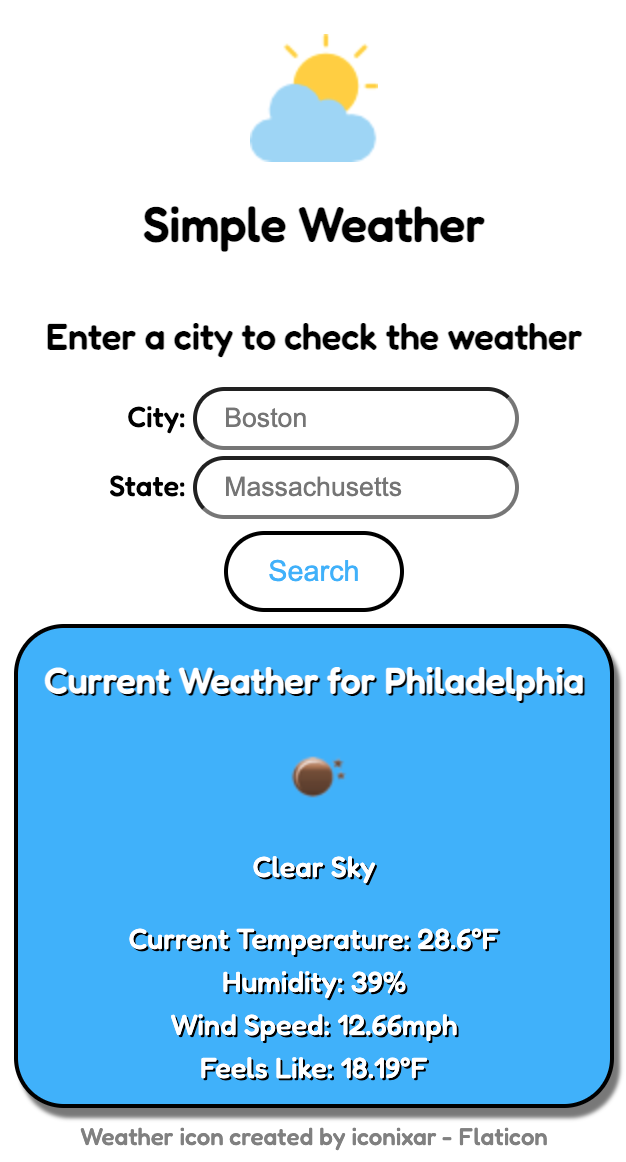 Simple Weather
Enter a city to check the weather
City: Boston
State: Massachusetts
Search
Current Weather for Philadelphia
Clear Sky
Current Temperature: 28.6°F
Humidity: 39%
Wind Speed: 12.66mph
Feels Like: 18.19°F
Weather icon created by iconixar - Flaticon